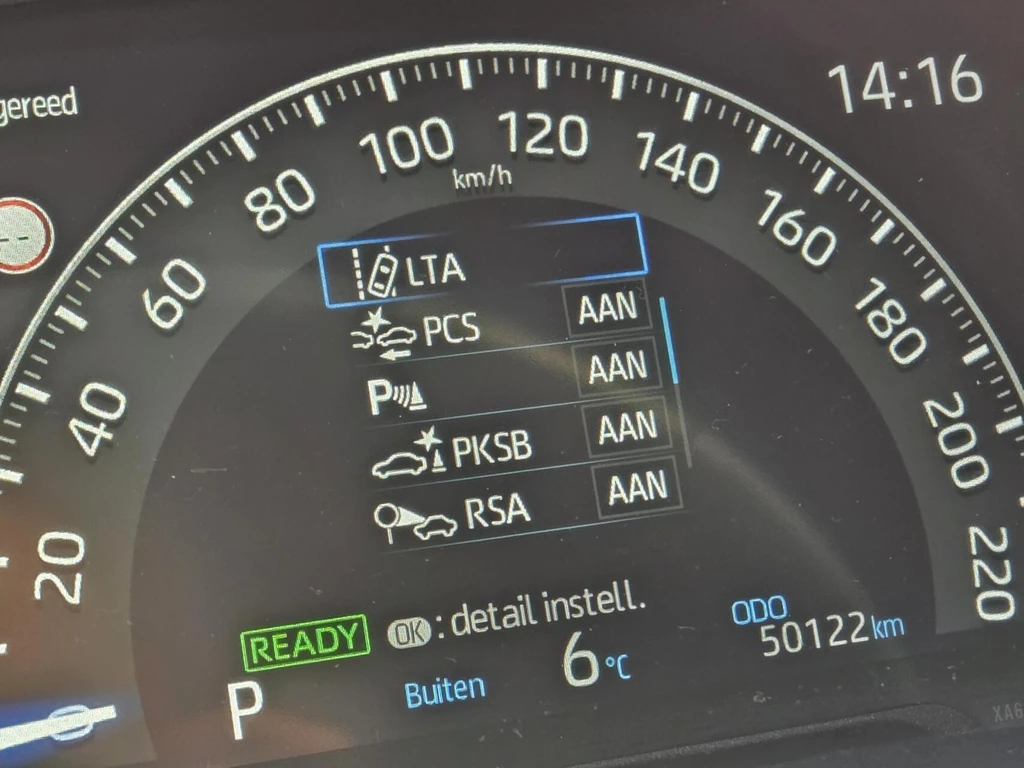 gereed
14:16
20
40
60
80
100
120
140
160
180
200
220
km/h
LTA
PCS AAN
P AAN
PKSB AAN
RSA AAN
READY OK : detail instell.
P
Buiten 6 °C
ODO
50122 km
XA6